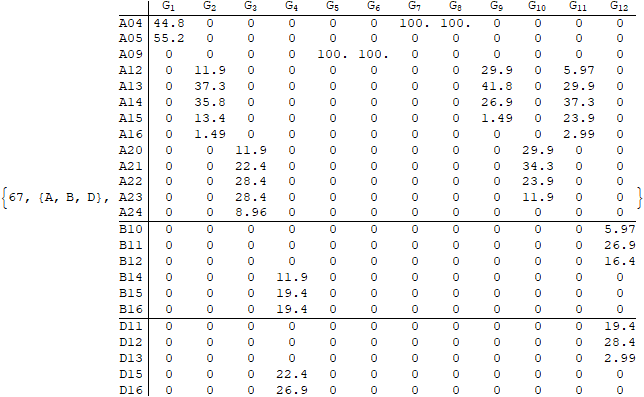 G1 G2 G3 G4 G5 G6 G7 G8 G9 G10 G11 G12
A04 44.8 0 0 0 0 0 100. 100. 0 0 0 0
A05 55.2 0 0 0 0 0 0 0 0 0 0 0
A09 0 0 0 0 100. 100. 0 0 0 0 0 0
A12 0 11.9 0 0 0 0 0 0 29.9 0 5.97 0
A13 0 37.3 0 0 0 0 0 0 41.8 0 29.9 0
A14 0 35.8 0 0 0 0 0 0 26.9 0 37.3 0
A15 0 13.4 0 0 0 0 0 0 1.49 0 23.9 0
A16 0 1.49 0 0 0 0 0 0 0 0 2.99 0
A20 0 0 11.9 0 0 0 0 0 0 29.9 0 0
A21 0 0 22.4 0 0 0 0 0 0 34.3 0 0
A22 0 0 28.4 0 0 0 0 0 0 23.9 0 0
{67, {A, B, D}, A23 0 0 28.4 0 0 0 0 0 0 11.9 0 0 }
A24 0 0 8.96 0 0 0 0 0 0 0 0 0
B10 0 0 0 0 0 0 0 0 0 0 0 5.97
B11 0 0 0 0 0 0 0 0 0 0 0 26.9
B12 0 0 0 0 0 0 0 0 0 0 0 16.4
B14 0 0 0 11.9 0 0 0 0 0 0 0 0
B15 0 0 0 19.4 0 0 0 0 0 0 0 0
B16 0 0 0 19.4 0 0 0 0 0 0 0 0
D11 0 0 0 0 0 0 0 0 0 0 0 19.4
D12 0 0 0 0 0 0 0 0 0 0 0 28.4
D13 0 0 0 0 0 0 0 0 0 0 0 2.99
D15 0 0 0 22.4 0 0 0 0 0 0 0 0
D16 0 0 0 26.9 0 0 0 0 0 0 0 0